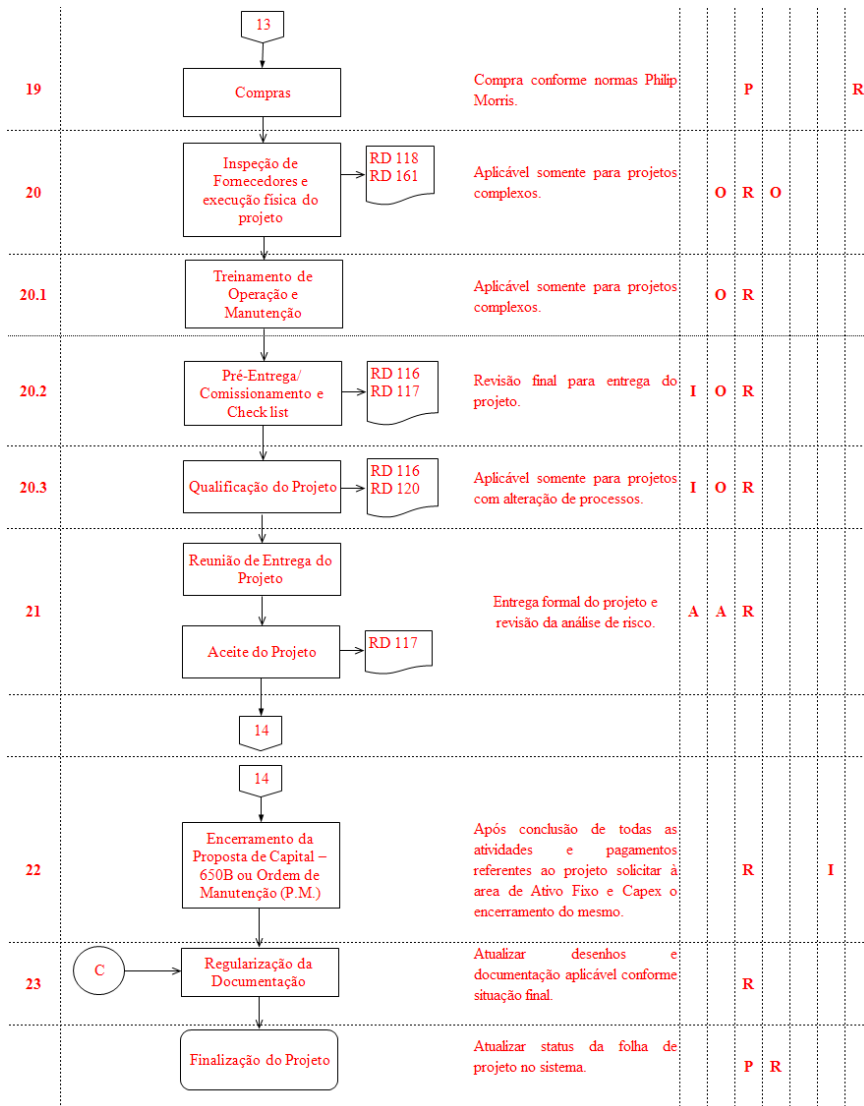 13
19
Compras
Compra conforme normas Philip
Morris.
P
R
20
Inspeção de
Fornecedores e
execução física do
projeto
RD 118
RD 161
Aplicável somente para projetos
complexos.
O R O
20.1
Treinamento de
Operação e
Manutenção
Aplicável somente para projetos
complexos.
O R
20.2
Pré-Entrega/
Comissionamento e
Check list
RD 116
RD 117
Revisão final para entrega do
projeto.
I O R
20.3
Qualificação do Projeto
RD 116
RD 120
Aplicável somente para projetos
com alteração de processos.
I O R
21
Reunião de Entrega do
Projeto
Aceite do Projeto
RD 117
Entrega formal do projeto e
revisão da análise de risco.
A A R
14
14
22
Encerramento da
Proposta de Capital –
650B ou Ordem de
Manutenção (P.M.)
Após conclusão de todas as
atividades e pagamentos
referentes ao projeto solicitar à
area de Ativo Fixo e Capex o
encerramento do mesmo.
R
I
23
C
Regularização da
Documentação
Atualizar desenhos e
documentação aplicável conforme
situação final.
R
Finalização do Projeto
Atualizar status da folha de
projeto no sistema.
P R